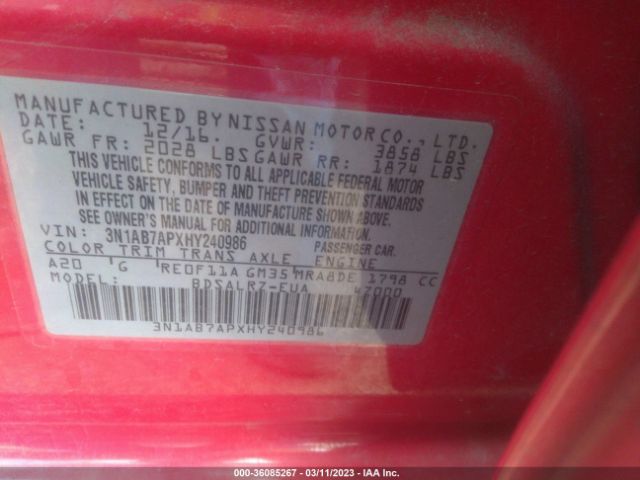 MANUFACTURED BY NISSAN MOTOR CO., LTD.
DATE: 12/16. GVWR: 3858 LBS
GAWR FR: 2028 LBS GAWR RR: 1874 LBS
THIS VEHICLE CONFORMS TO ALL APPLICABLE FEDERAL MOTOR
VEHICLE SAFETY, BUMPER AND THEFT PREVENTION STANDARDS
IN EFFECT ON THE DATE OF MANUFACTURE SHOWN ABOVE.
SEE OWNER'S MANUAL FOR ADDITIONAL INFORMATION.
VIN: 3N1AB7APXHY240986 PASSENGER CAR.
COLOR TRIM TRANS AXLE ENGINE
A20 G RE0F11A GM35 MRA8DE 1798 CC
MODEL: BDSALRZ-EUA 47000
3N1AB7APXHY240986
000-36085267 - 03/11/2023 - IAA Inc.